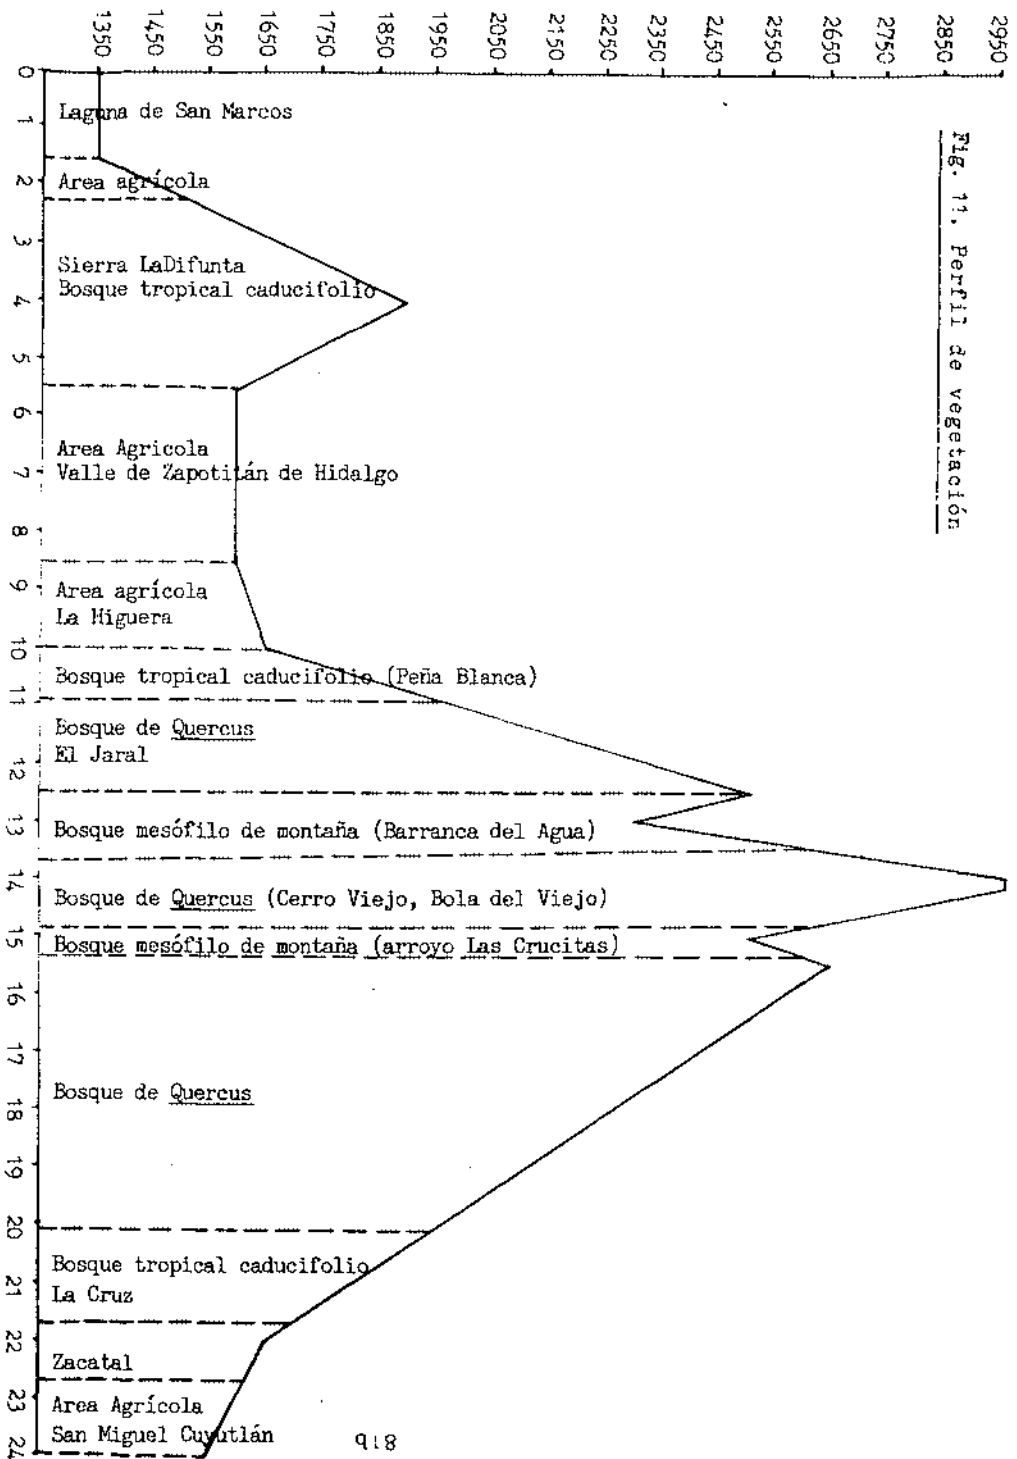 2950
2850
2750
2650
2550
2450
2350
2250
2150
2050
1950
1850
1750
1650
1550
1450
1350
Fig. 11. Perfil de vegetación
0
1
2
3
4
5
6
7
8
9
10
11
12
13
14
15
16
17
18
19
20
21
22
23
24
Laguna de San Marcos
Area agrícola
Sierra LaDifunta
Bosque tropical caducifolio
Area Agricola
Valle de Zapotitán de Hidalgo
Area agrícola
La Higuera
Bosque tropical caducifolio (Peña Blanca)
Bosque de Quercus
El Jaral
Bosque mesófilo de montaña (Barranca del Agua)
Bosque de Quercus (Cerro Viejo, Bola del Viejo)
Bosque mesófilo de montaña (arroyo Las Crucitas)
Bosque de Quercus
Bosque tropical caducifolio
La Cruz
Zacatal
Area Agrícola
San Miguel Cuyutlán